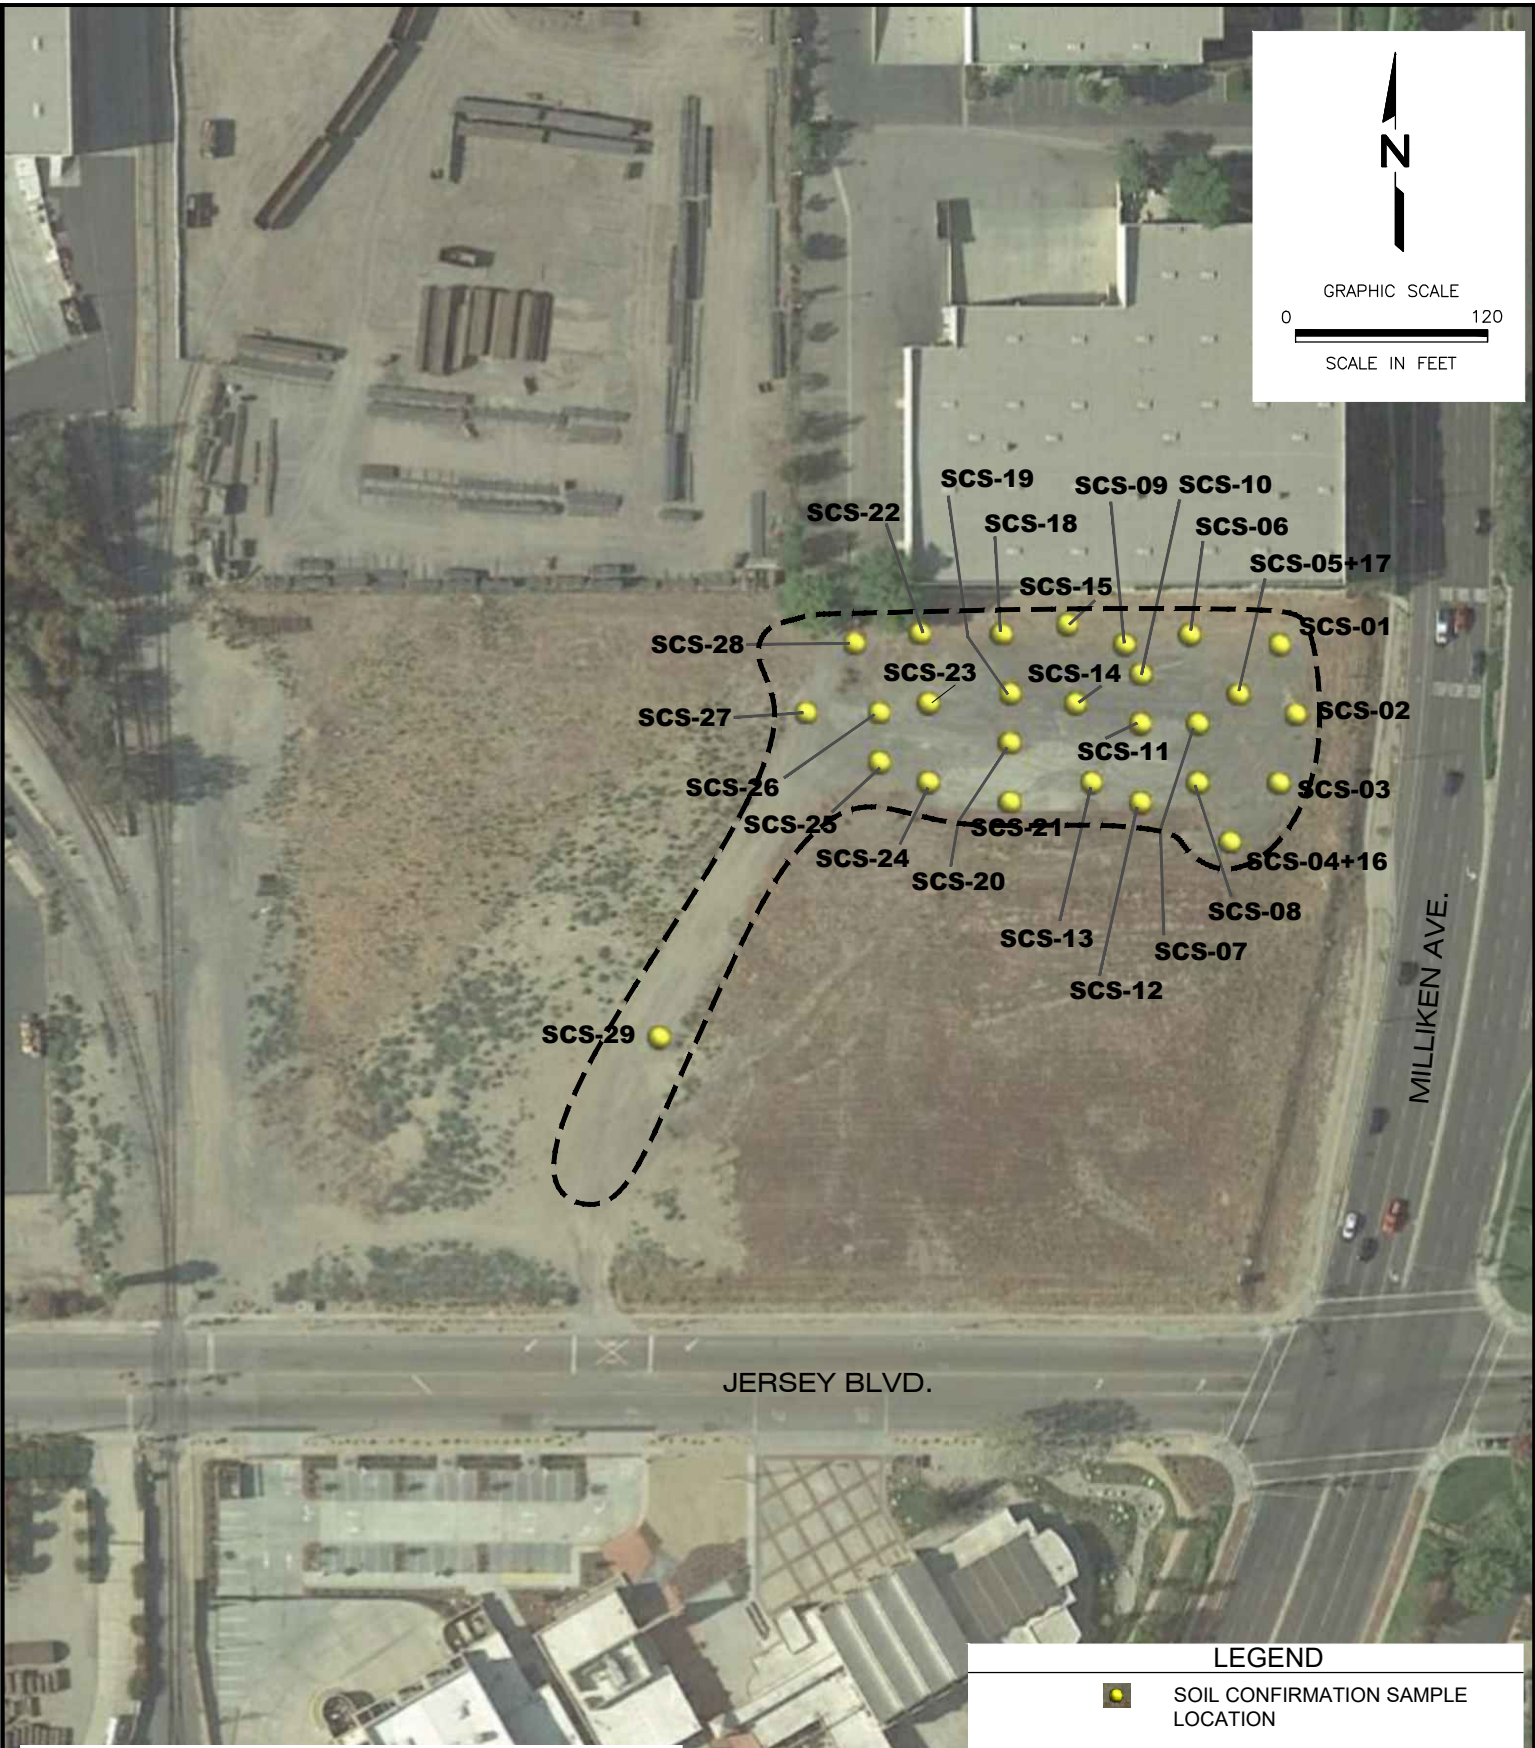 N
GRAPHIC SCALE
0 120
SCALE IN FEET
SCS-19
SCS-09 SCS-10
SCS-22
SCS-18
SCS-06
SCS-05+17
SCS-15
SCS-01
SCS-28
SCS-23
SCS-14
SCS-27
SCS-02
SCS-11
SCS-26
SCS-03
SCS-25
SCS-21
SCS-24
SCS-04+16
SCS-20
SCS-08
SCS-13
SCS-07
SCS-12
SCS-29
MILLIKEN AVE.
JERSEY BLVD.
LEGEND
SOIL CONFIRMATION SAMPLE
LOCATION